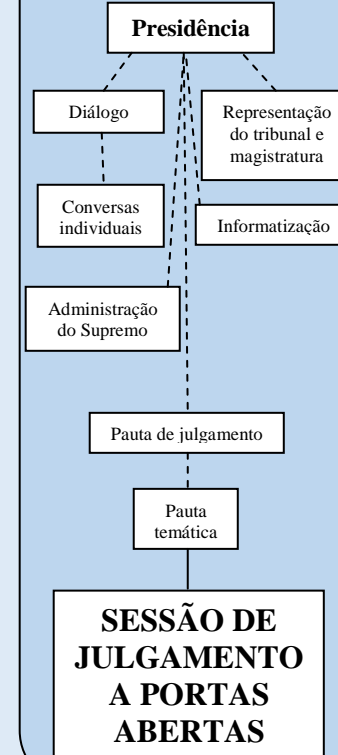 Presidência
Diálogo
Representação
do tribunal e
magistratura
Conversas
individuais
Informatização
Administração
do Supremo
Pauta de julgamento
Pauta
temática
SESSÃO DE
JULGAMENTO
A PORTAS
ABERTAS